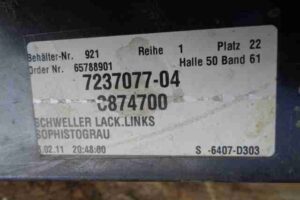 Behälter-Nr. 921 Reihe 1 Platz 22
Order Nr. 65788901 Halle 50 Band 61
7237077-04
3874700
SCHWELLER LACK.LINKS
SOPHISTOGRAU
.02.11 20:48:00 S -6407-D303